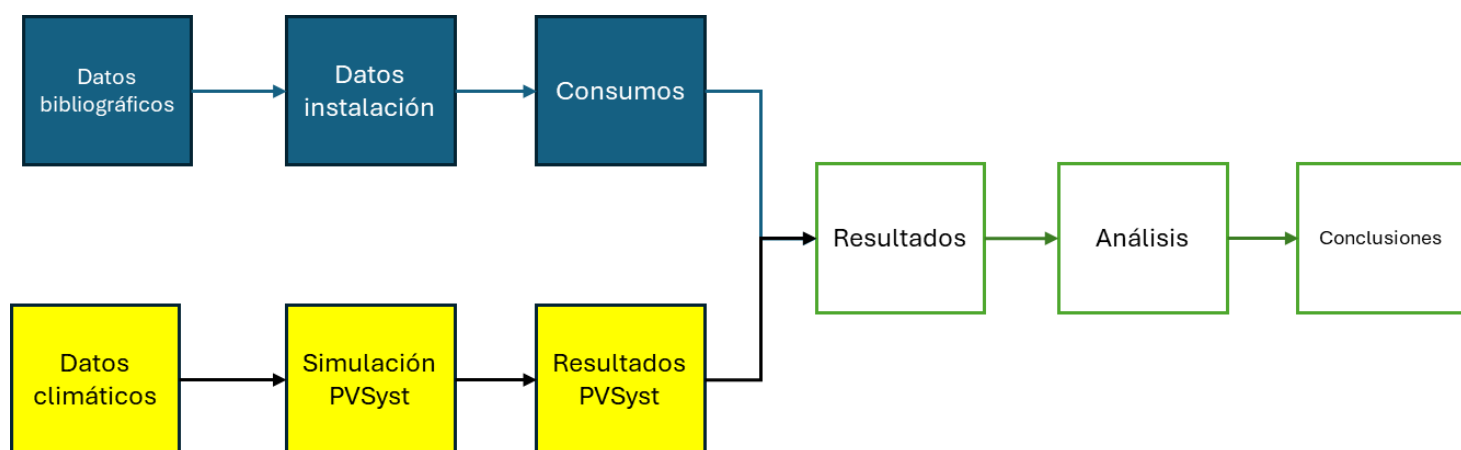 Datos
bibliográficos
Datos
instalación
Consumos
Resultados
Análisis
Conclusiones
Datos
climáticos
Simulación
PVSyst
Resultados
PVSyst